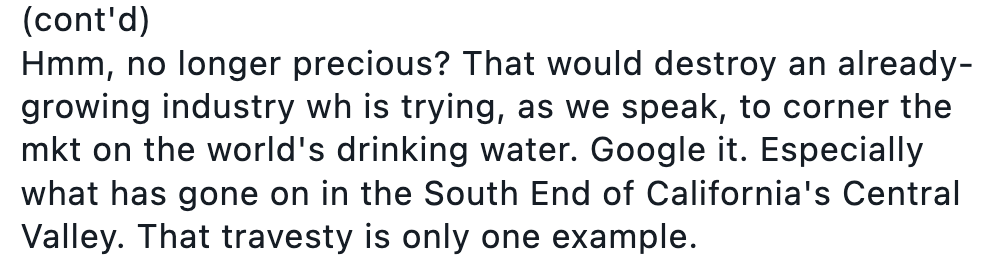 (cont'd)
Hmm, no longer precious? That would destroy an already-
growing industry wh is trying, as we speak, to corner the
mkt on the world's drinking water. Google it. Especially
what has gone on in the South End of California's Central
Valley. That travesty is only one example.